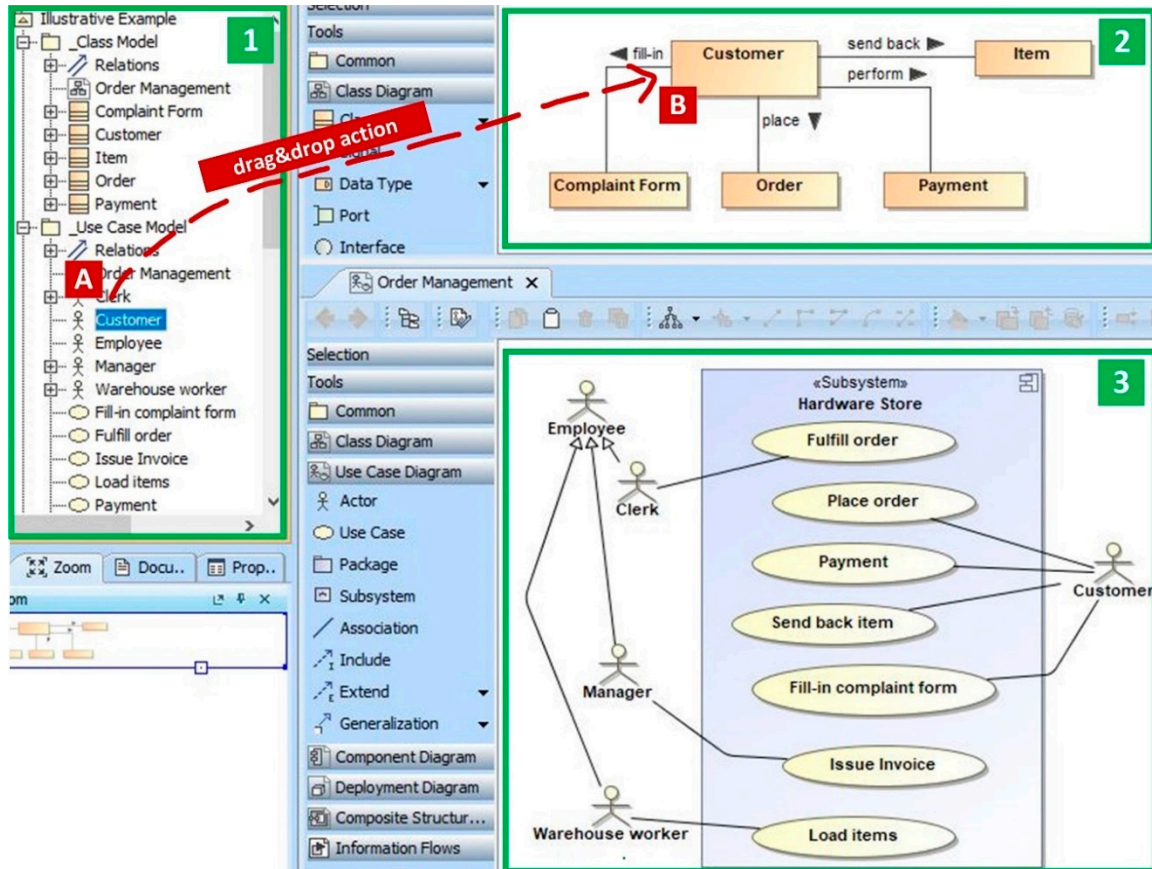 Illustrative Example
1
_Class Model
Relations
Order Management
Complaint Form
Customer
Item
Order
Payment
_Use Case Model
Relations
A
Order Management
Clerk
Customer
Employee
Manager
Warehouse worker
Fill-in complaint form
Fulfill order
Issue Invoice
Load items
Payment
drag&drop action
Zoom
Docu..
Prop..
om
Tools
Common
Class Diagram
Data Type
Port
Interface
2
fill-in
Customer
send back
Item
perform
B
place
Complaint Form
Order
Payment
Order Management
Selection
Tools
Common
Class Diagram
Use Case Diagram
Actor
Use Case
Package
Subsystem
Association
Include
Extend
Generalization
Component Diagram
Deployment Diagram
Composite Structur...
Information Flows
3
«Subsystem»
Hardware Store
Employee
Fulfill order
Clerk
Place order
Payment
Customer
Send back item
Manager
Fill-in complaint form
Issue Invoice
Warehouse worker
Load items